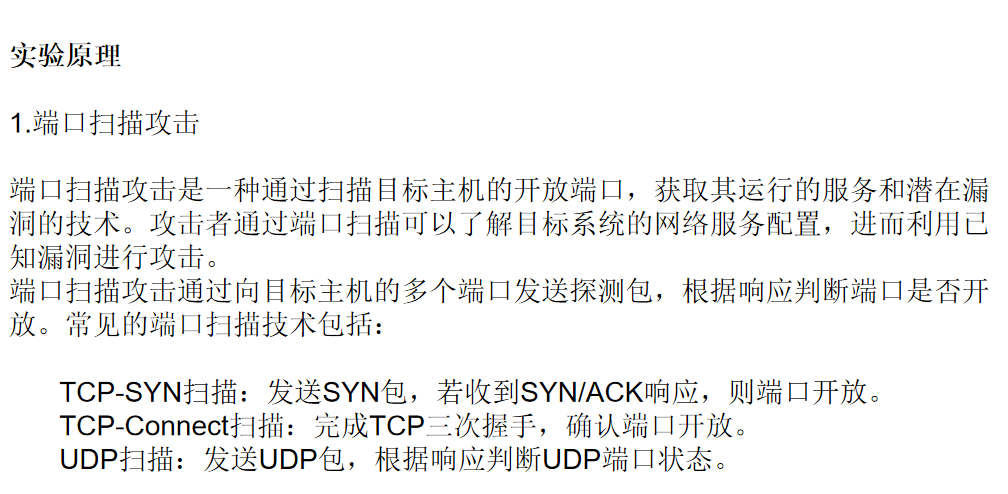 实验原理
1.端口扫描攻击
端口扫描攻击是一种通过扫描目标主机的开放端口，获取其运行的服务和潜在漏
洞的技术。攻击者通过端口扫描可以了解目标系统的网络服务配置，进而利用已
知漏洞进行攻击。
端口扫描攻击通过向目标主机的多个端口发送探测包，根据响应判断端口是否开
放。常见的端口扫描技术包括：
TCP-SYN扫描：发送SYN包，若收到SYN/ACK响应，则端口开放。
TCP-Connect扫描：完成TCP三次握手，确认端口开放。
UDP扫描：发送UDP包，根据响应判断UDP端口状态。